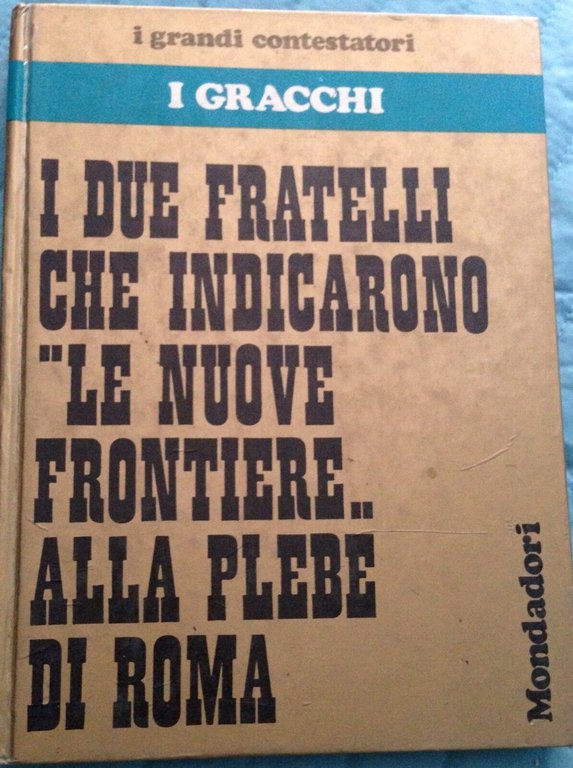 i grandi contestatori
I GRACCHI
I DUE FRATELLI
CHE INDICARONO
"LE NUOVE
FRONTIERE„
ALLA PLEBE
DI ROMA
Mondadori